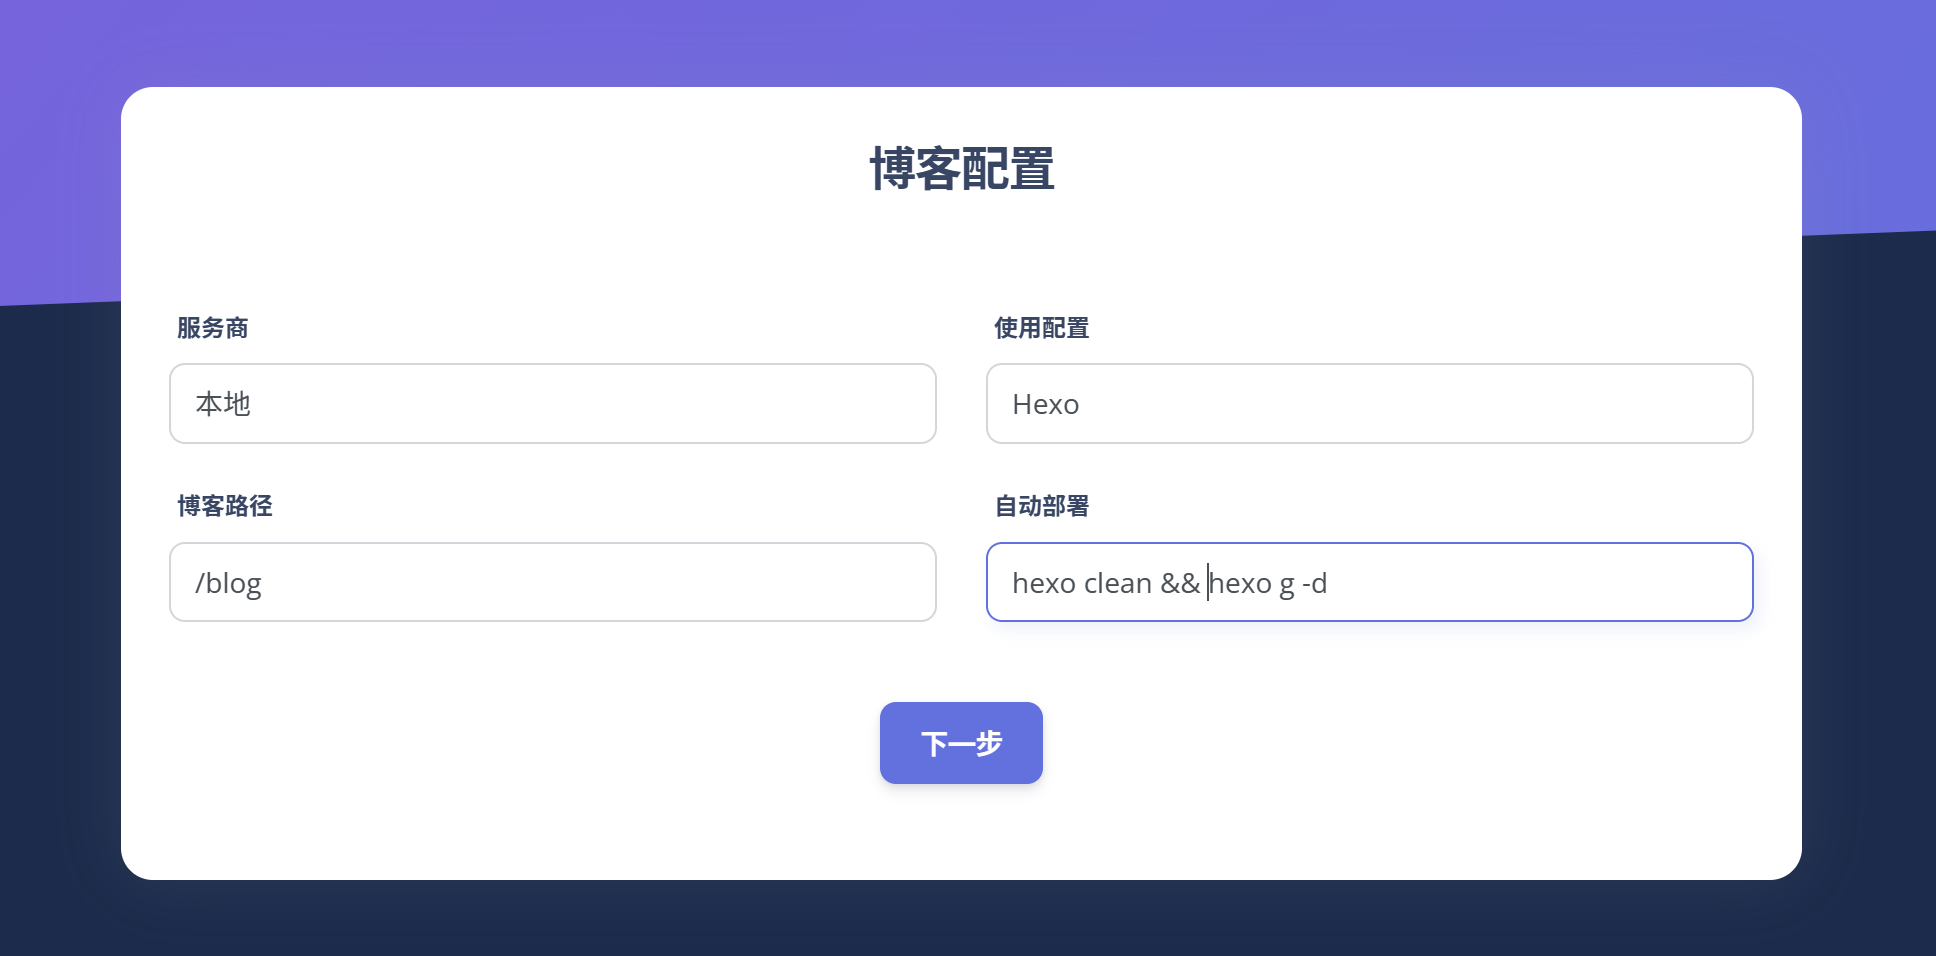 博客配置
服务商
使用配置
本地
Hexo
博客路径
自动部署
/blog
hexo clean && hexo g -d
下一步